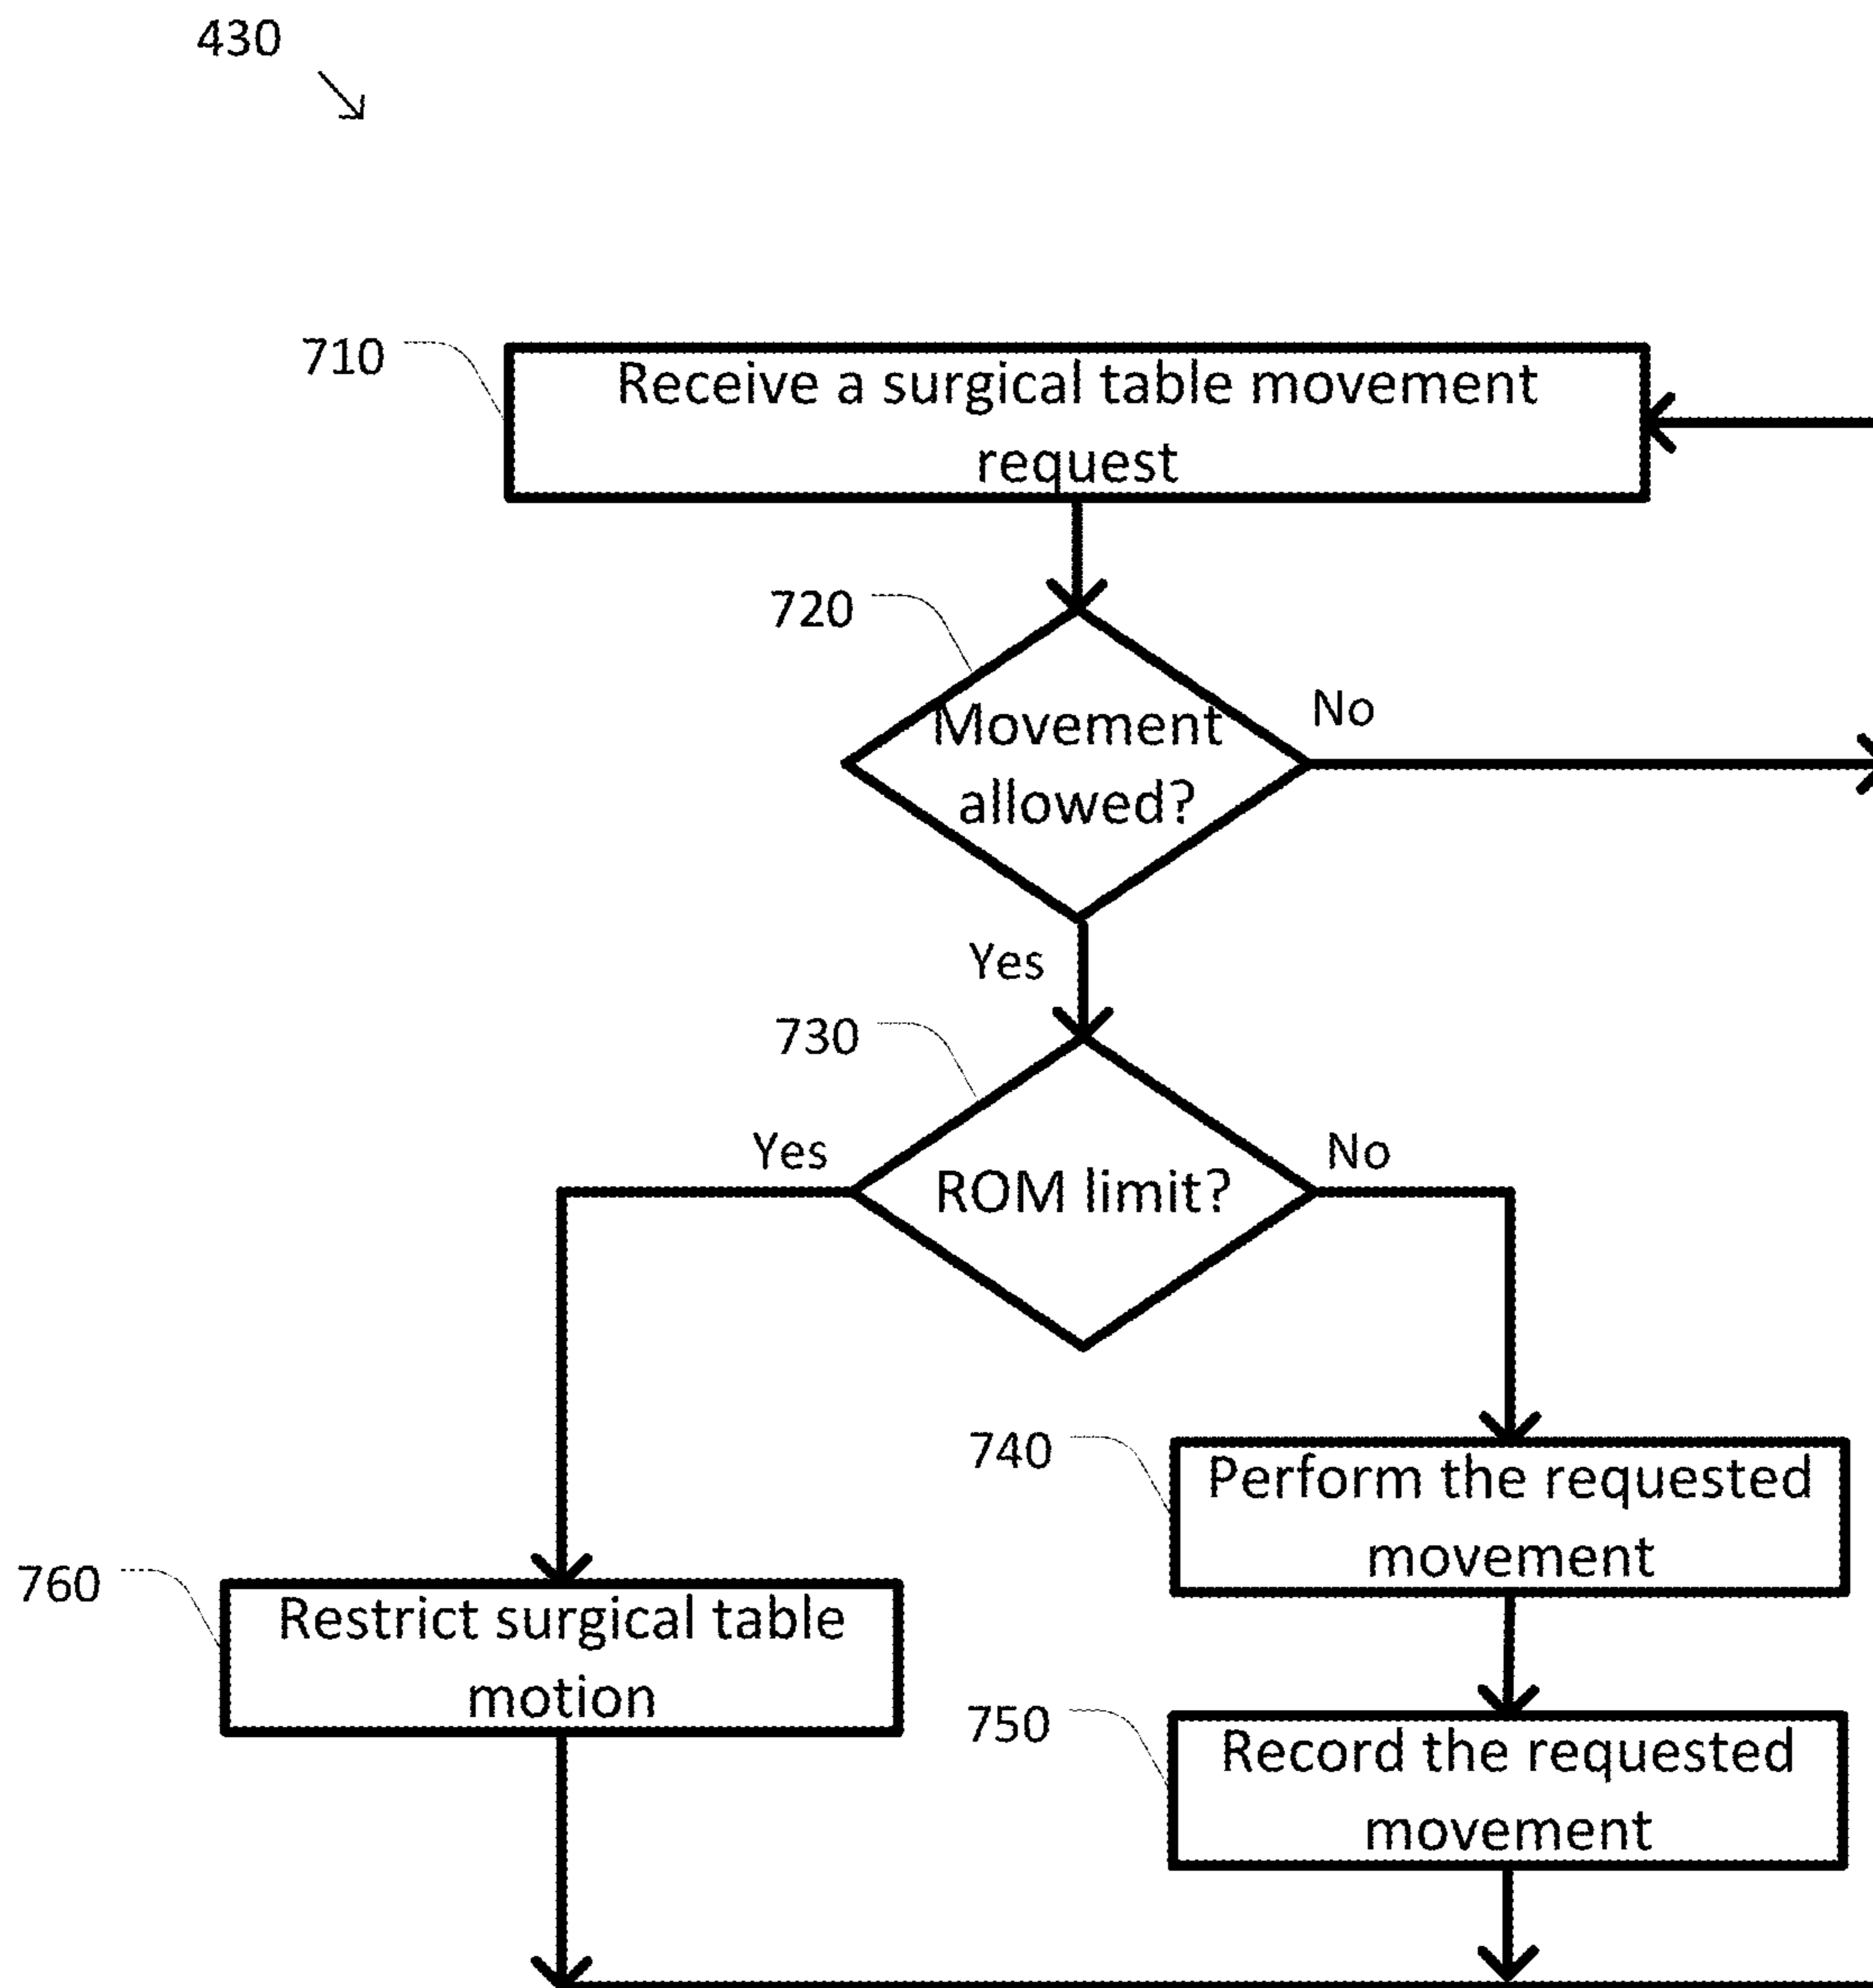 430
710
Receive a surgical table movement
request
720
Movement
allowed?
No
Yes
730
Yes
ROM limit?
No
740
Perform the requested
movement
760
Restrict surgical table
motion
750
Record the requested
movement